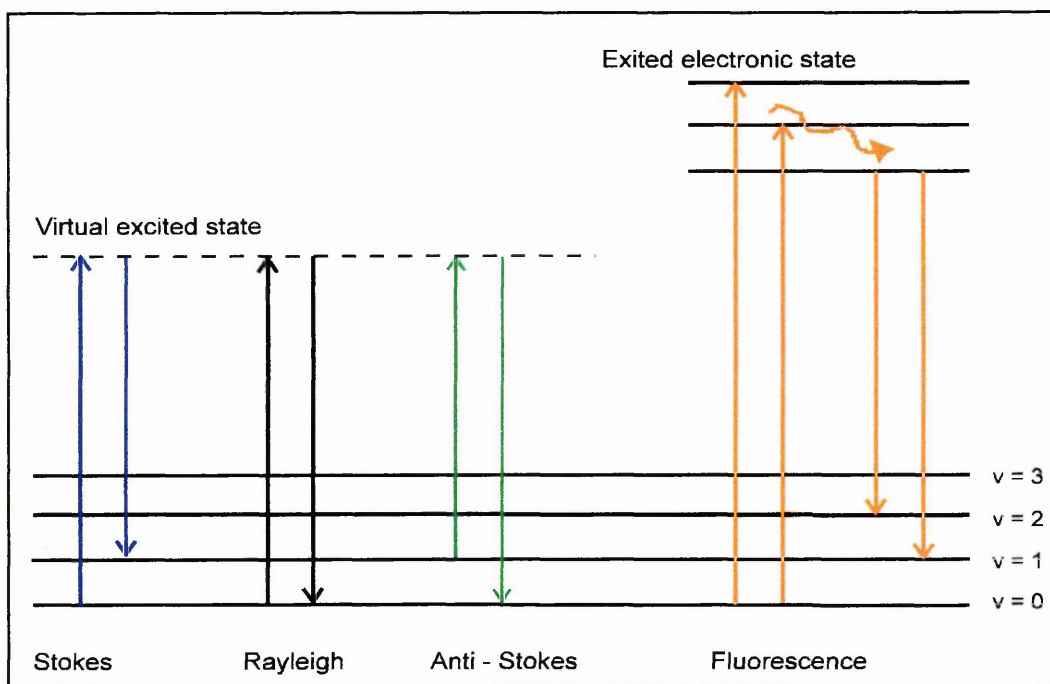 Exited electronic state
Virtual excited state
v = 3
v = 2
v = 1
v = 0
Stokes
Rayleigh
Anti - Stokes
Fluorescence